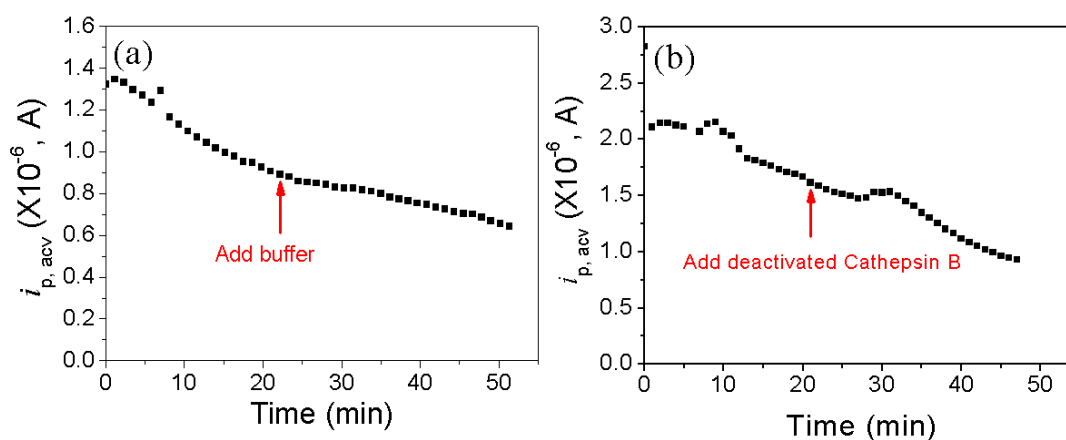 (a)
i p, acv (X10⁻⁶, A)
1.6
1.4
1.2
1.0
0.8
0.6
0.4
0.2
0.0
Add buffer
0 10 20 30 40 50
Time (min)
(b)
i p, acv (X10⁻⁶, A)
3.0
2.5
2.0
1.5
1.0
0.5
0.0
Add deactivated Cathepsin B
0 10 20 30 40 50
Time (min)